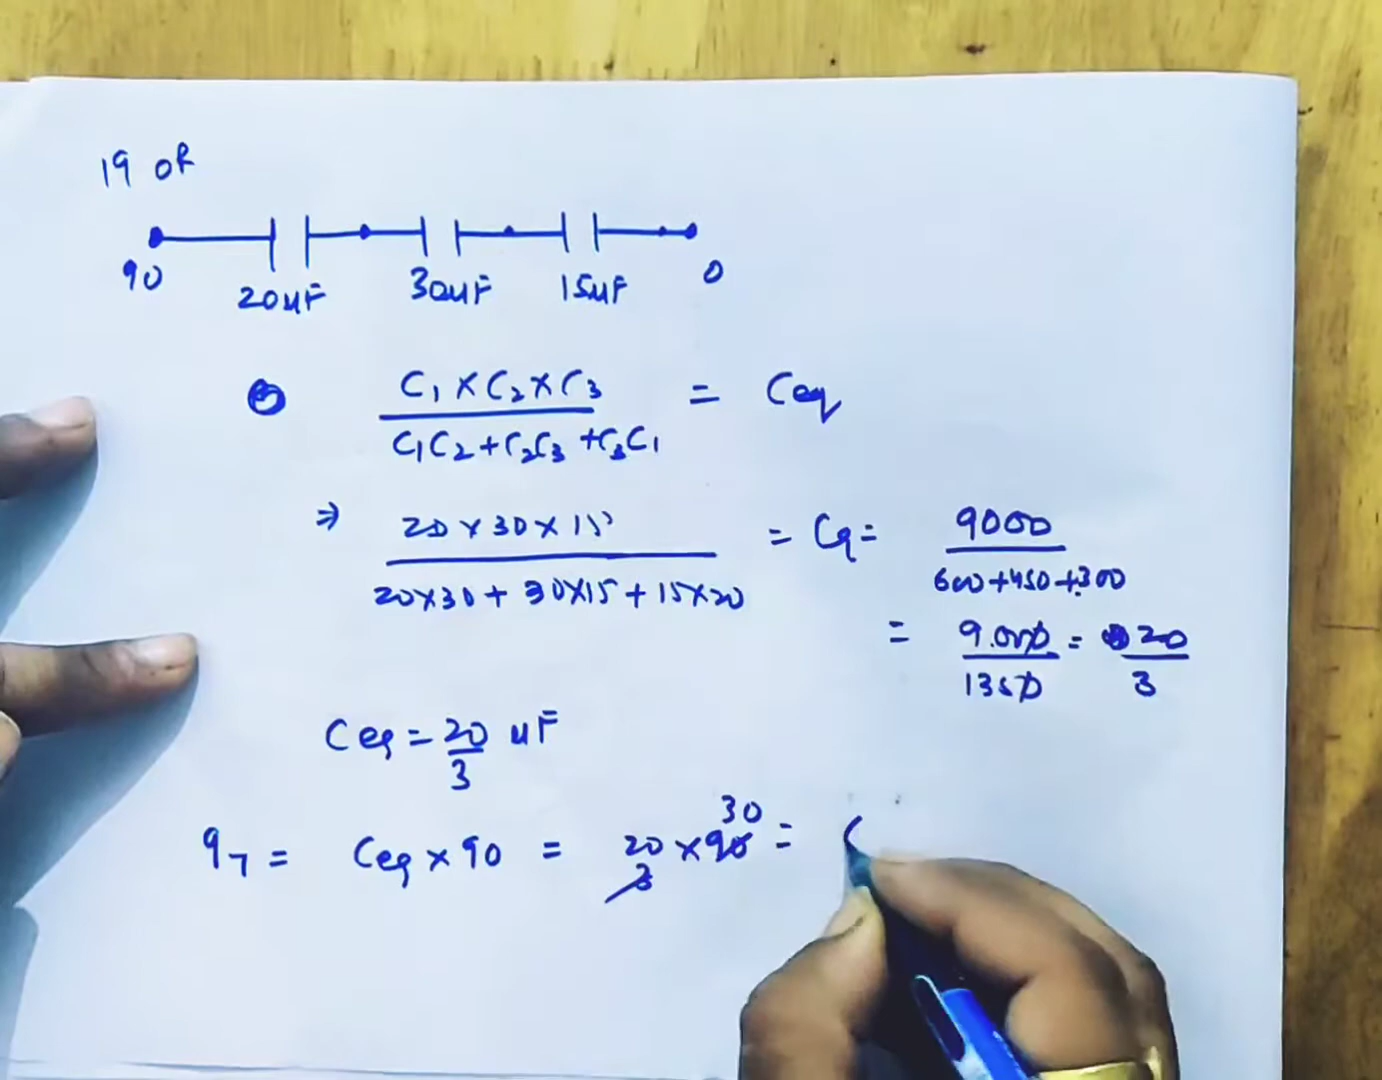 19 OR
90 20uF 30uF 15uF 0
C1 × C2 × C3 / C1C2 + C2C3 + C3C1 = Ceq
⇒ 20 × 30 × 15 / 20×30 + 30×15 + 15×20 = Cq = 9000 / 600+450+300
= 9000 / 1350 = 20 / 3
Ceq = 20/3 uF
qT = Ceq × 90 = 20/3 × 90 30 =